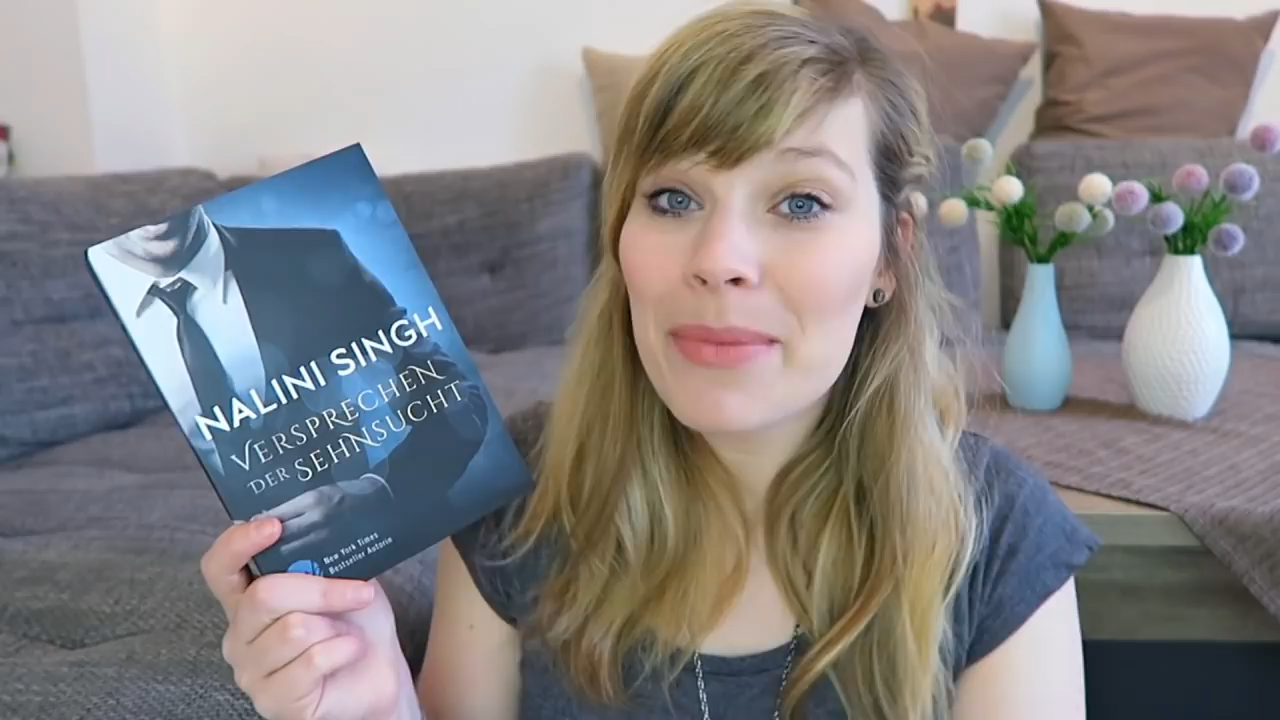 NALINI SINGH
VERSPRECHEN
DER SEHNSUCHT
New York Times
Bestseller Autorin